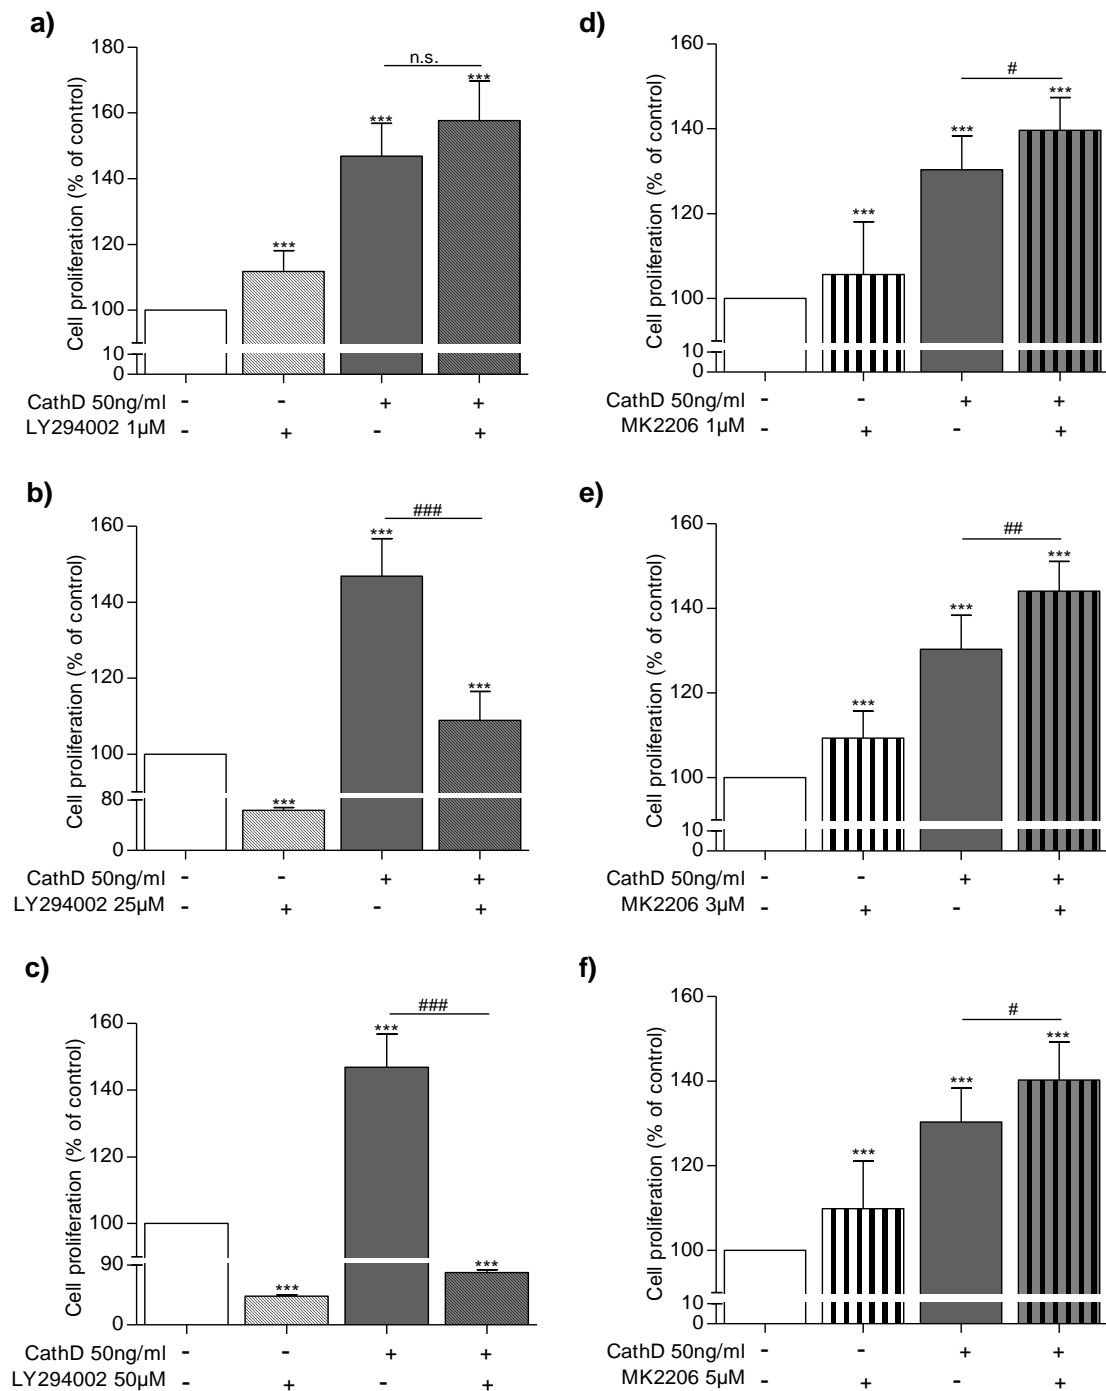 a)
Cell proliferation (% of control)
180
160
140
120
100
10
0
n.s.
***
***
***
CathD 50ng/ml - - + +
LY294002 1µM - + - +
b)
Cell proliferation (% of control)
160
140
120
100
80
0
###
***
***
***
CathD 50ng/ml - - + +
LY294002 25µM - + - +
c)
Cell proliferation (% of control)
160
140
120
100
90
0
###
***
***
***
CathD 50ng/ml - - + +
LY294002 50µM - + - +
d)
Cell proliferation (% of control)
160
140
120
100
10
0
#
***
***
***
CathD 50ng/ml - - + +
MK2206 1µM - + - +
e)
Cell proliferation (% of control)
160
140
120
100
10
0
##
***
***
***
CathD 50ng/ml - - + +
MK2206 3µM - + - +
f)
Cell proliferation (% of control)
160
140
120
100
10
0
#
***
***
***
CathD 50ng/ml - - + +
MK2206 5µM - + - +